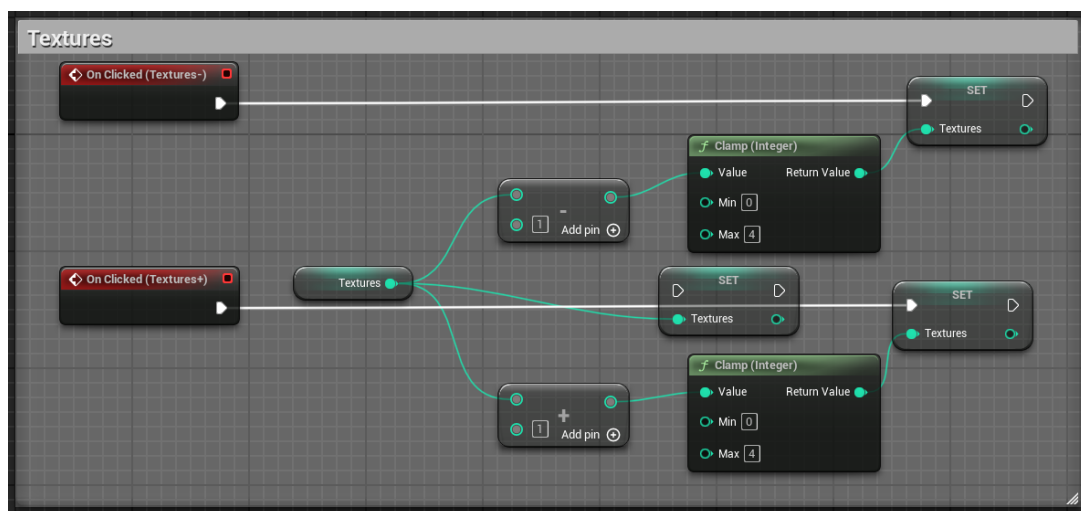 Textures
On Clicked (Textures-)
SET
Textures
f Clamp (Integer)
Value Return Value
Min 0
Max 4
-
1 Add pin
On Clicked (Textures+)
Textures
SET
Textures
SET
Textures
f Clamp (Integer)
Value Return Value
Min 0
Max 4
+
1 Add pin